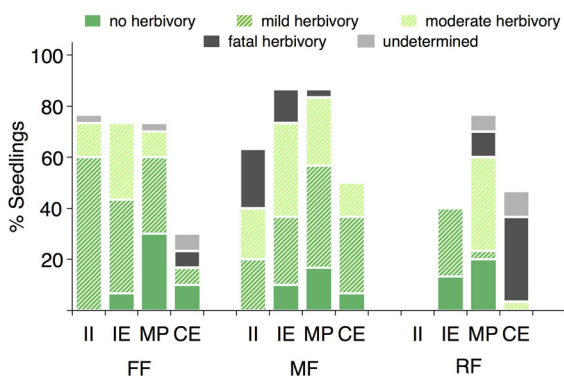 no herbivory mild herbivory moderate herbivory
fatal herbivory undetermined
% Seedlings
100
80
60
40
20
II IE MP CE II IE MP CE II IE MP CE
FF MF RF